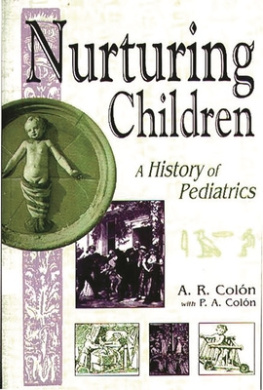 Nurturing
Children
A History of
Pediatrics
A. R. Colón
with P. A. Colón